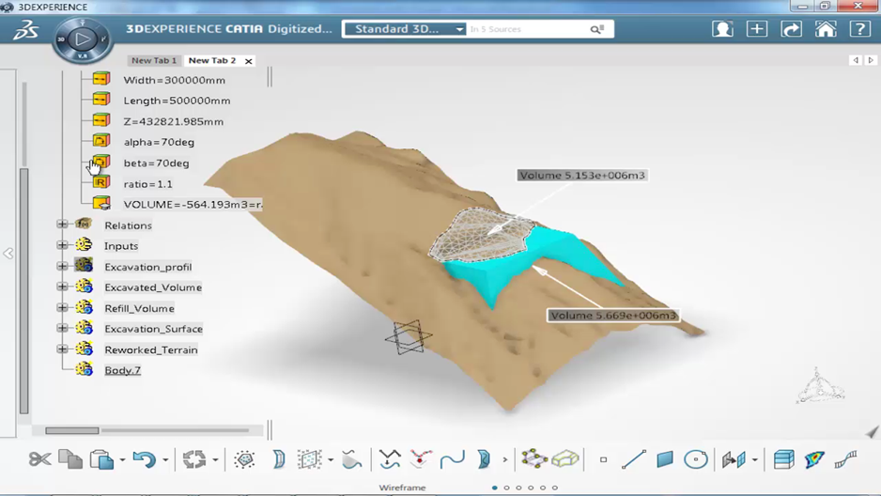 3DEXPERIENCE
3DEXPERIENCE CATIA Digitized... Standard 3D... In 5 Sources
New Tab 1 New Tab 2
Width=300000mm
Length=500000mm
Z=432821.985mm
alpha=70deg
beta=70deg
ratio=1.1
VOLUME=-564.193m3=r
Relations
Inputs
Excavation_profil
Excavated_Volume
Refill_Volume
Excavation_Surface
Reworked_Terrain
Body.7
Volume 5.153e+006m3
Volume 5.669e+006m3
Wireframe